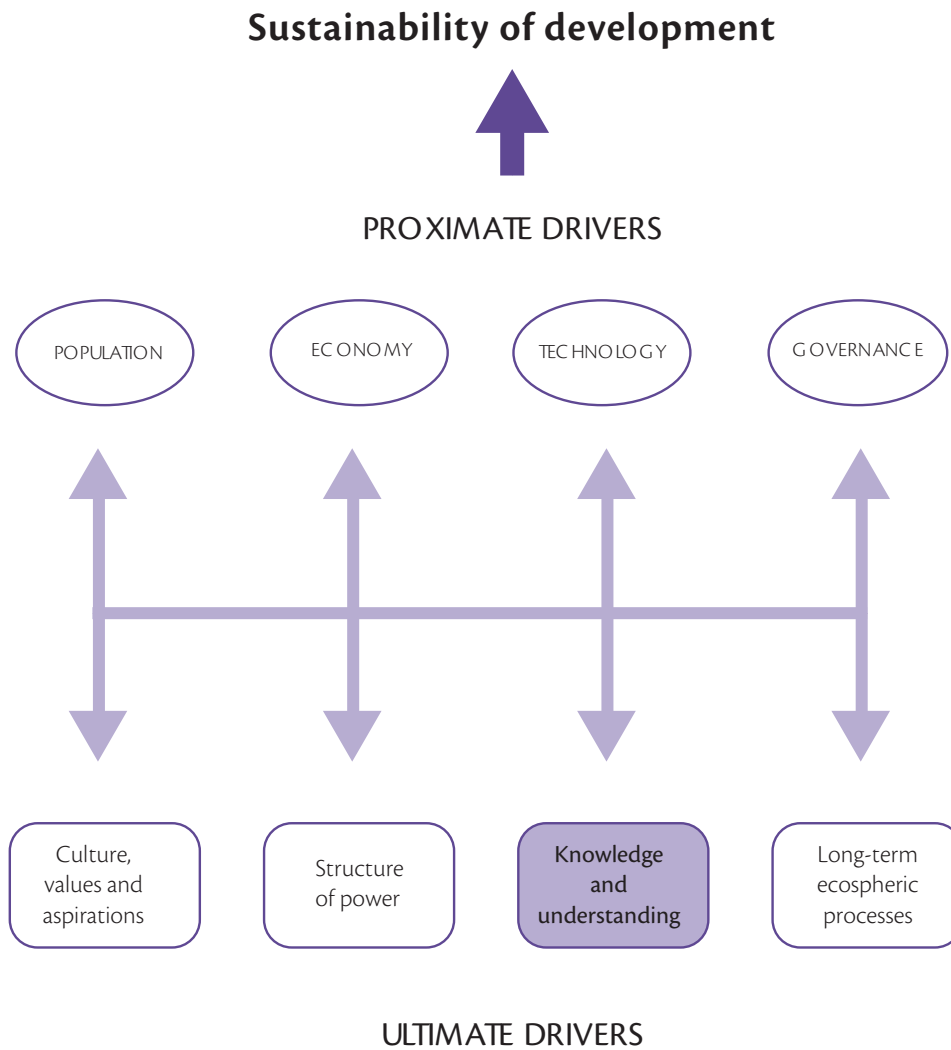 Sustainability of development
PROXIMATE DRIVERS
POPULATION
ECONOMY
TECHNOLOGY
GOVERNANCE
Culture,
values and
aspirations
Structure
of power
Knowledge
and
understanding
Long-term
ecospheric
processes
ULTIMATE DRIVERS